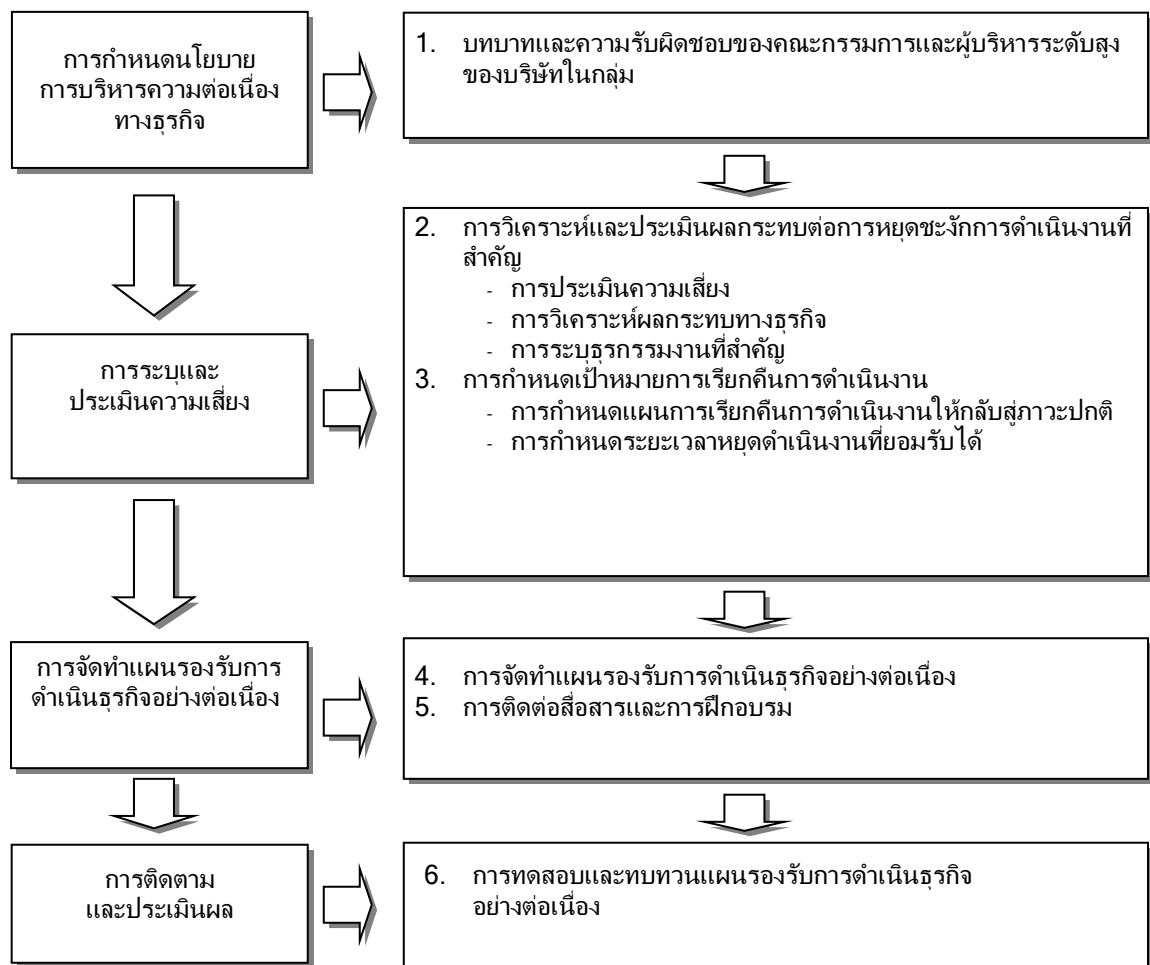 การกำหนดนโยบาย
การบริหารความต่อเนื่อง
ทางธุรกิจ
1. บทบาทและความรับผิดชอบของคณะกรรมการและผู้บริหารระดับสูง
ของบริษัทในกลุ่ม
การระบุและ
ประเมินความเสี่ยง
2. การวิเคราะห์และประเมินผลกระทบต่อการหยุดชะงักการดำเนินงานที่
สำคัญ
- การประเมินความเสี่ยง
- การวิเคราะห์ผลกระทบทางธุรกิจ
- การระบุธุรกรรมงานที่สำคัญ
3. การกำหนดเป้าหมายการเรียกคืนการดำเนินงาน
- การกำหนดแผนการเรียกคืนการดำเนินงานให้กลับสู่ภาวะปกติ
- การกำหนดระยะเวลาหยุดดำเนินงานที่ยอมรับได้
การจัดทำแผนรองรับการ
ดำเนินธุรกิจอย่างต่อเนื่อง
4. การจัดทำแผนรองรับการดำเนินธุรกิจอย่างต่อเนื่อง
5. การติดต่อสื่อสารและการฝึกอบรม
การติดตาม
และประเมินผล
6. การทดสอบและทบทวนแผนรองรับการดำเนินธุรกิจ
อย่างต่อเนื่อง